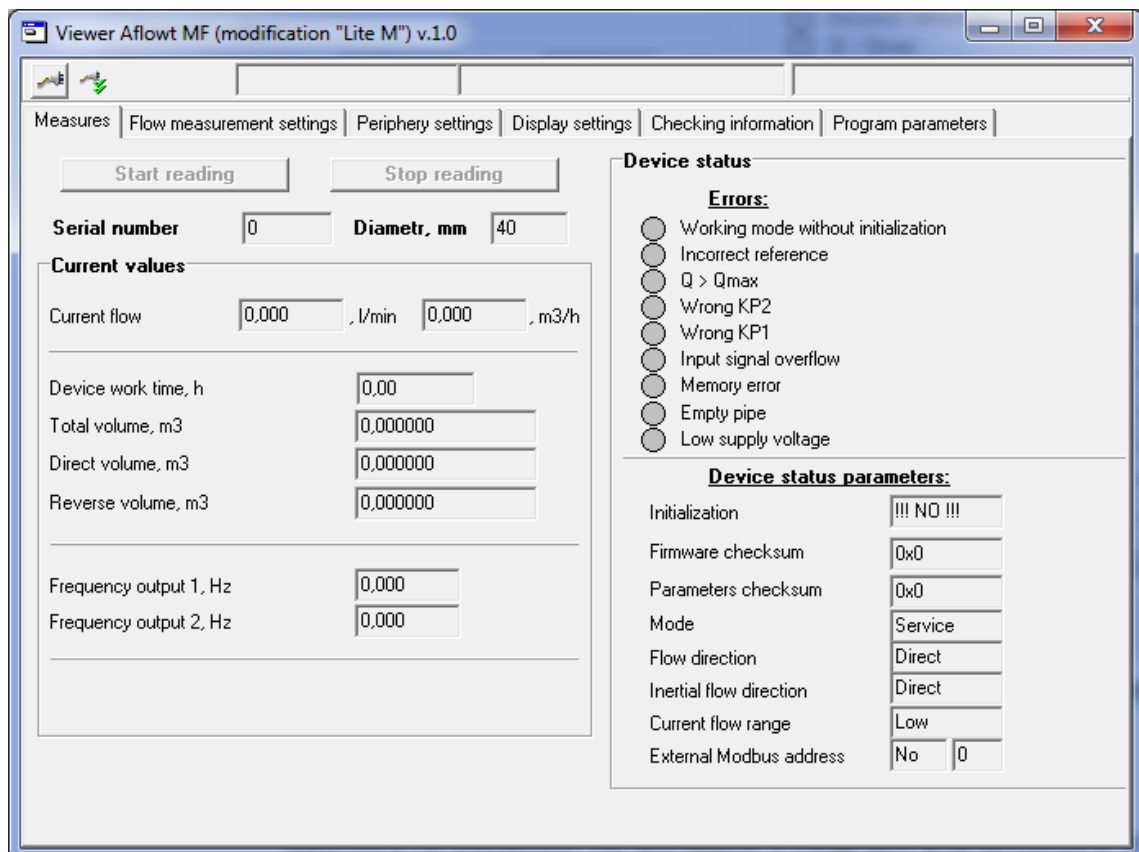 Viewer Aflowt MF (modification "Lite M") v.1.0
Measures Flow measurement settings Periphery settings Display settings Checking information Program parameters
Start reading Stop reading
Serial number 0 Diametr, mm 40
Current values
Current flow 0,000 , l/min 0,000 , m3/h
Device work time, h 0,00
Total volume, m3 0,000000
Direct volume, m3 0,000000
Reverse volume, m3 0,000000
Frequency output 1, Hz 0,000
Frequency output 2, Hz 0,000
Device status
Errors:
Working mode without initialization
Incorrect reference
Q > Qmax
Wrong KP2
Wrong KP1
Input signal overflow
Memory error
Empty pipe
Low supply voltage
Device status parameters:
Initialization !!! NO !!!
Firmware checksum 0x0
Parameters checksum 0x0
Mode Service
Flow direction Direct
Inertial flow direction Direct
Current flow range Low
External Modbus address No 0